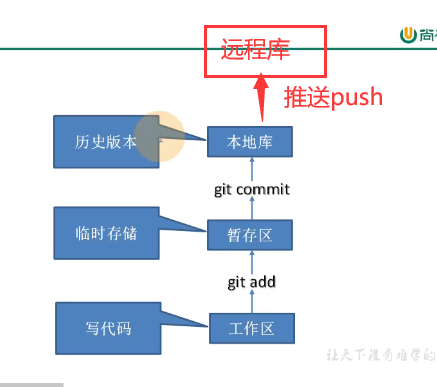 尚
远程库
推送push
历史版本
本地库
git commit
临时存储
暂存区
git add
写代码
工作区
让天下没有难学的